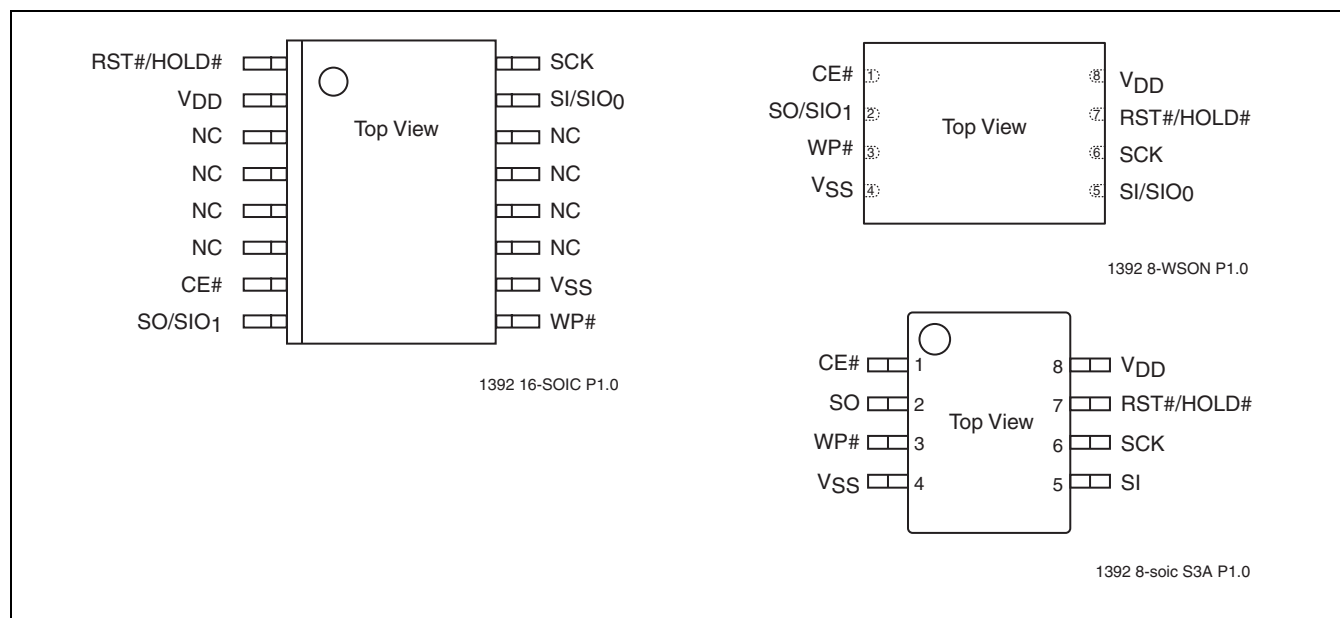 RST#/HOLD# SCK
VDD SI/SIO0
NC Top View NC
NC NC
NC NC
NC NC
CE# VSS
SO/SIO1 WP#
1392 16-SOIC P1.0
CE# 1 8 VDD
SO/SIO1 2 Top View 7 RST#/HOLD#
WP# 3 6 SCK
VSS 4 5 SI/SIO0
1392 8-WSON P1.0
CE# 1 8 VDD
SO 2 Top View 7 RST#/HOLD#
WP# 3 6 SCK
VSS 4 5 SI
1392 8-soic S3A P1.0